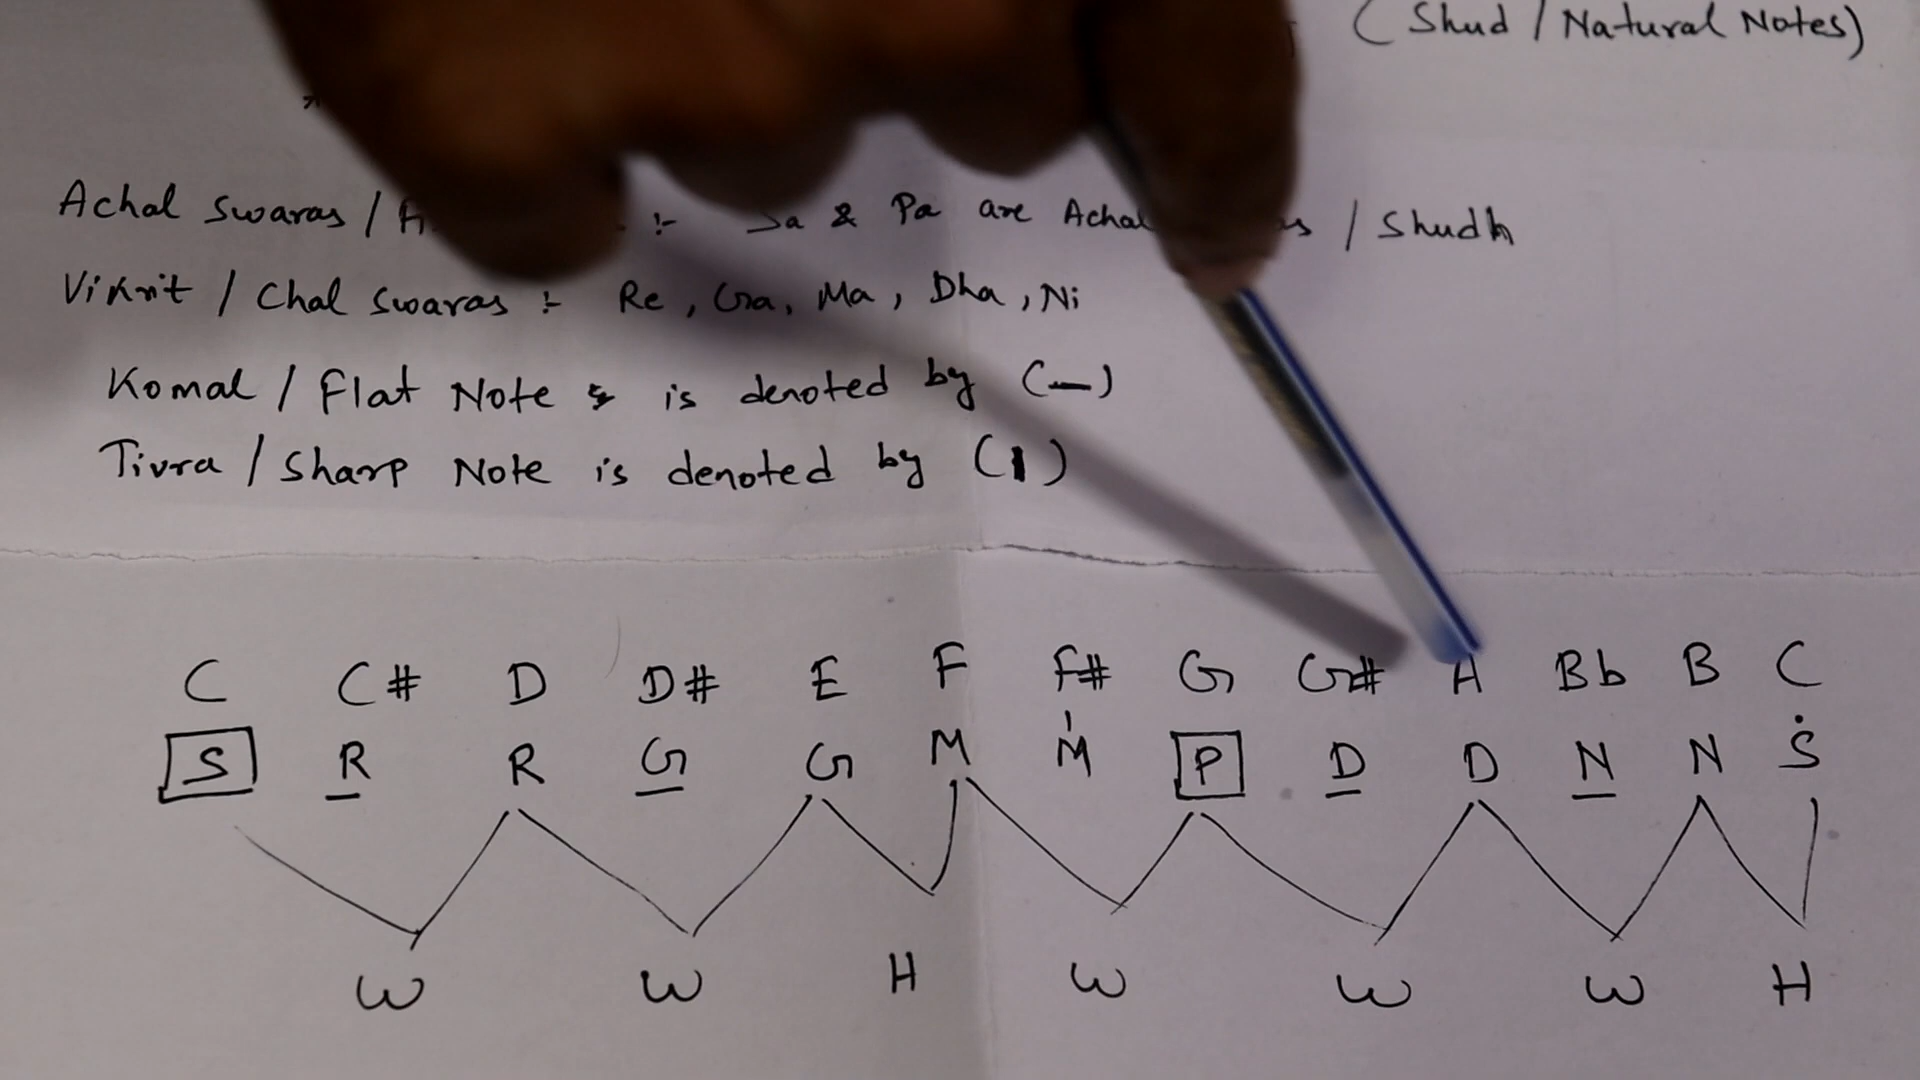 (Shud / Natural Notes)
Achal Swaras / :- Sa & Pa are Achal / Shudh
Vikrit / Chal Swaras :- Re, Ga, Ma, Dha, Ni
Komal / Flat Note is denoted by (—)
Tivra / Sharp Note is denoted by (I)
C C# D D# E F F# G G# A Bb B C
S R̲ R G̲ G M M̍ P D̲ D N̲ N Ṡ
W W H W W W H